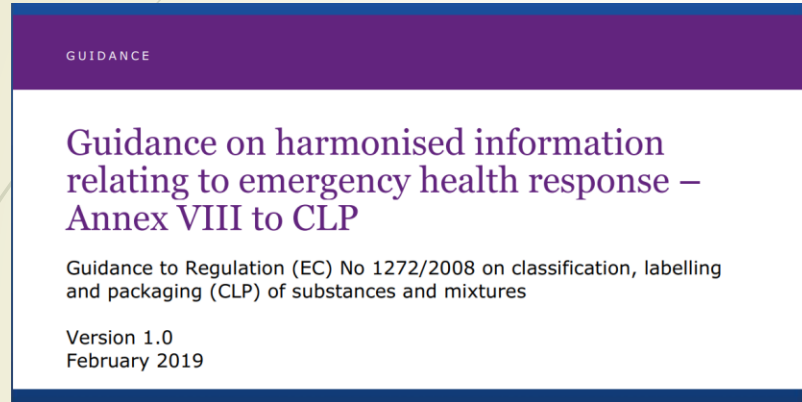 GUIDANCE
Guidance on harmonised information
relating to emergency health response –
Annex VIII to CLP
Guidance to Regulation (EC) No 1272/2008 on classification, labelling
and packaging (CLP) of substances and mixtures
Version 1.0
February 2019